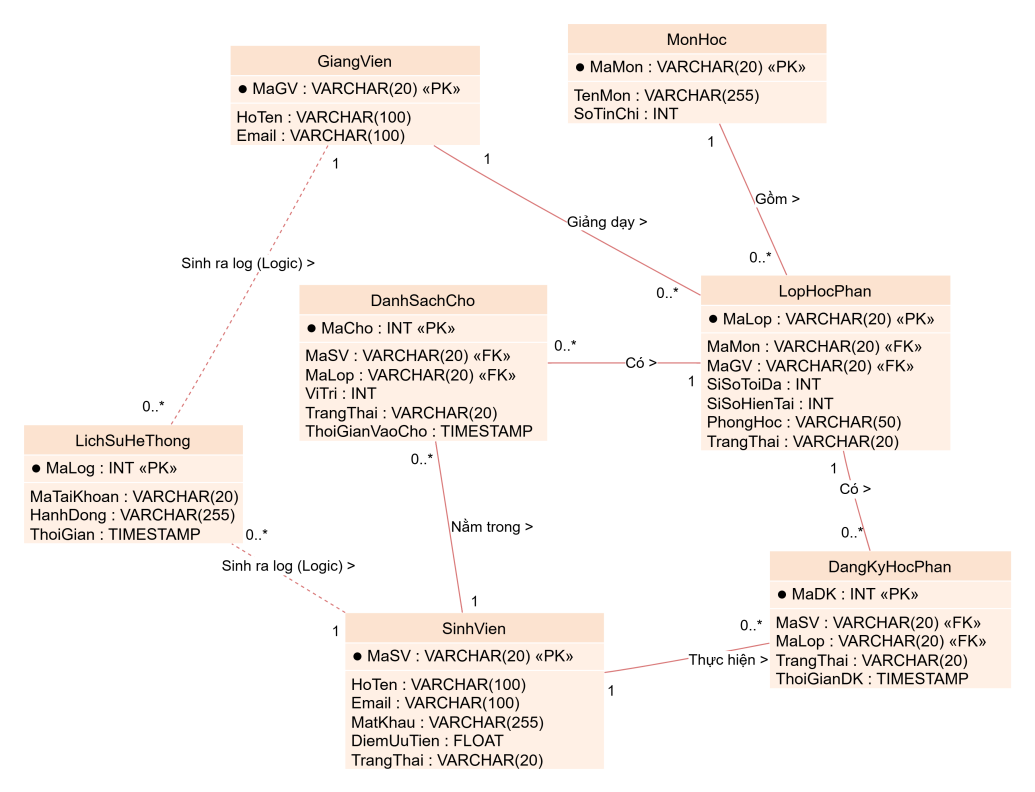 MonHoc
● MaMon : VARCHAR(20) «PK»
TenMon : VARCHAR(255)
SoTinChi : INT
GiangVien
● MaGV : VARCHAR(20) «PK»
HoTen : VARCHAR(100)
Email : VARCHAR(100)
1
1
1
Gồm >
Giảng dạy >
0..*
Sinh ra log (Logic) >
0..*
LopHocPhan
● MaLop : VARCHAR(20) «PK»
MaMon : VARCHAR(20) «FK»
MaGV : VARCHAR(20) «FK»
SiSoToiDa : INT
SiSoHienTai : INT
PhongHoc : VARCHAR(50)
TrangThai : VARCHAR(20)
DanhSachCho
● MaCho : INT «PK»
MaSV : VARCHAR(20) «FK»
MaLop : VARCHAR(20) «FK»
ViTri : INT
TrangThai : VARCHAR(20)
ThoiGianVaoCho : TIMESTAMP
0..*
Có >
1
0..*
LichSuHeThong
● MaLog : INT «PK»
MaTaiKhoan : VARCHAR(20)
HanhDong : VARCHAR(255)
ThoiGian : TIMESTAMP
0..*
1
Có >
0..*
Nằm trong >
0..*
Sinh ra log (Logic) >
DangKyHocPhan
● MaDK : INT «PK»
MaSV : VARCHAR(20) «FK»
MaLop : VARCHAR(20) «FK»
TrangThai : VARCHAR(20)
ThoiGianDK : TIMESTAMP
1
1
0..*
Thực hiện >
1
SinhVien
● MaSV : VARCHAR(20) «PK»
HoTen : VARCHAR(100)
Email : VARCHAR(100)
MatKhau : VARCHAR(255)
DiemUuTien : FLOAT
TrangThai : VARCHAR(20)